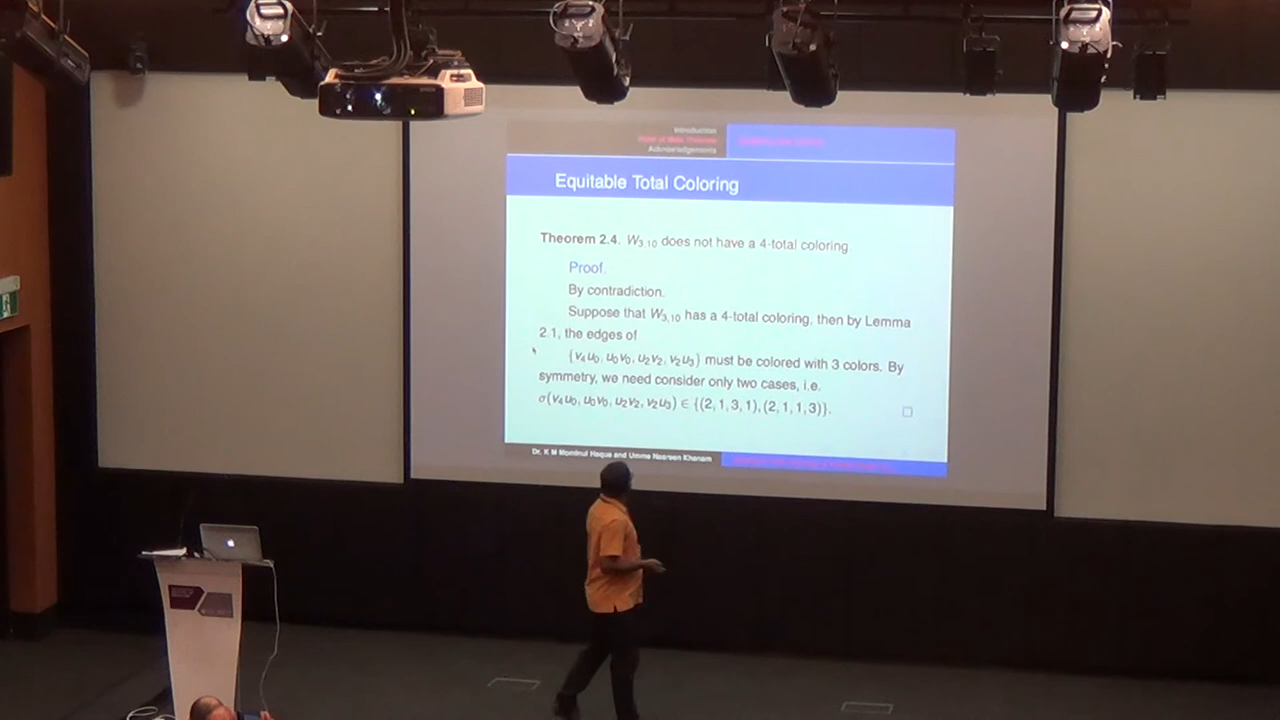 Introduction
Acknowledgements
Equitable Total Coloring
Theorem 2.4. W3,10 does not have a 4-total coloring
Proof.
By contradiction.
Suppose that W3,10 has a 4-total coloring, then by Lemma
2.1, the edges of
{v4u0, u0v0, u2v2, v2u3} must be colored with 3 colors. By
symmetry, we need consider only two cases, i.e.
σ(v4u0, u0v0, u2v2, v2u3) ∈ {(2, 1, 3, 1), (2, 1, 1, 3)}.
Dr. K M Mominul Haque and Umme Nasreen Khanam